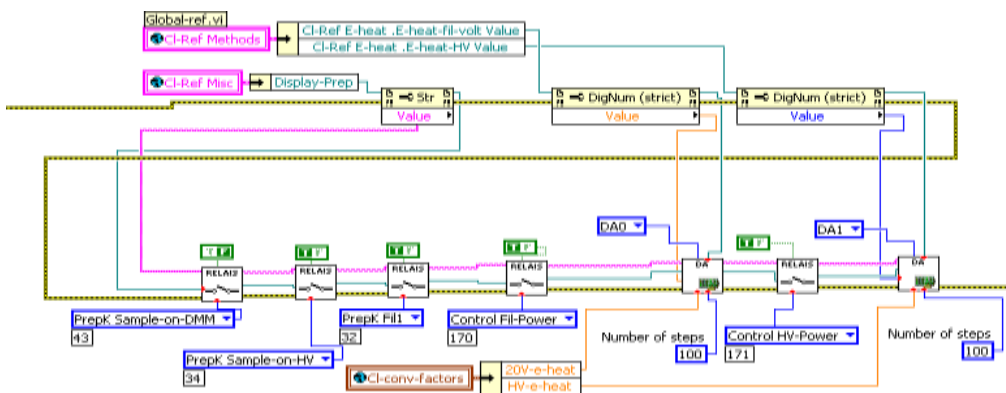 Global-ref.vi
Cl-Ref Methods
Cl-Ref E-heat .E-heat-fil-volt Value
Cl-Ref E-heat .E-heat-HV Value
Cl-Ref Misc
Display-Prep
Str
Value
DigNum (strict)
Value
DigNum (strict)
Value
DA0
DA1
RELAIS
RELAIS
RELAIS
RELAIS
DA
RELAIS
DA
PrepK Sample-on-DMM
43
PrepK Sample-on-HV
34
PrepK Fil1
32
Control Fil-Power
170
Number of steps
100
Control HV-Power
171
Number of steps
100
Cl-conv-factors
20V-e-heat
HV-e-heat